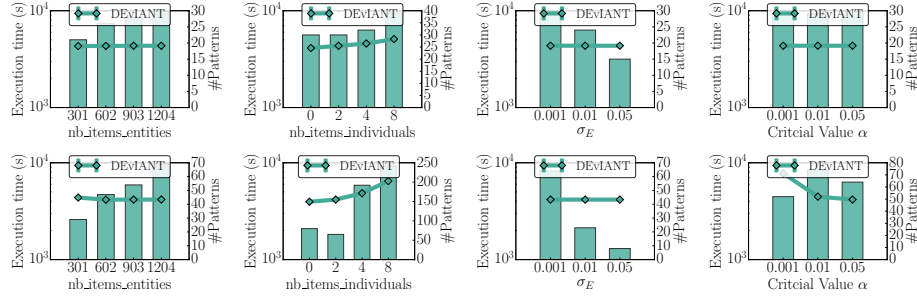 DEvIANT
Execution time (s)
10^4
10^3
301 602 903 1204
nb_items_entities
0 5 10 15 20 25 30
#Patterns
DEvIANT
Execution time (s)
10^4
10^3
0 2 4 8
nb_items_individuals
0 5 10 15 20 25 30 35 40
#Patterns
DEvIANT
Execution time (s)
10^4
10^3
0.001 0.01 0.05
σ_E
0 5 10 15 20 25 30
#Patterns
DEvIANT
Execution time (s)
10^4
10^3
0.001 0.01 0.05
Critcial Value α
0 5 10 15 20 25 30
#Patterns
DEvIANT
Execution time (s)
10^4
10^3
301 602 903 1204
nb_items_entities
0 10 20 30 40 50 60 70
#Patterns
DEvIANT
Execution time (s)
10^4
10^3
0 2 4 8
nb_items_individuals
0 50 100 150 200 250
#Patterns
DEvIANT
Execution time (s)
10^4
10^3
0.001 0.01 0.05
σ_E
0 10 20 30 40 50 60 70
#Patterns
DEvIANT
Execution time (s)
10^4
10^3
0.001 0.01 0.05
Critcial Value α
0 10 20 30 40 50 60 70 80
#Patterns